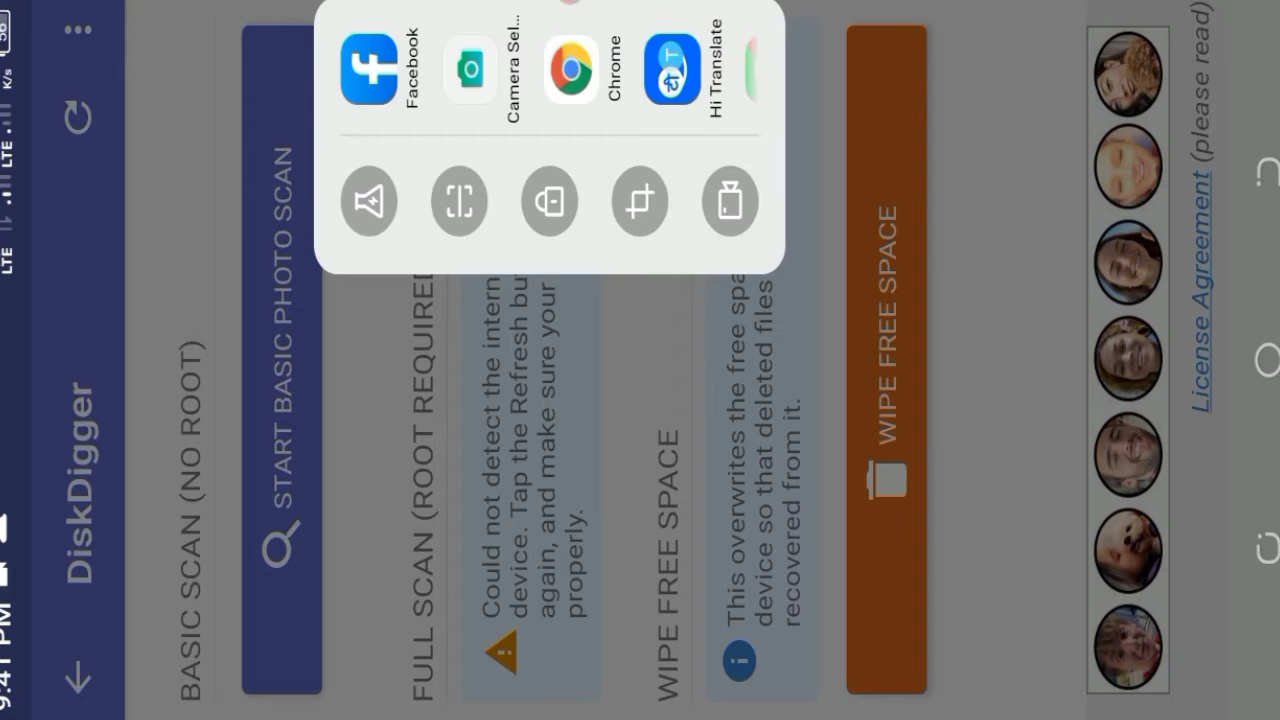 9:41 PM
LTE
LTE
K/s
56
DiskDigger
BASIC SCAN (NO ROOT)
START BASIC PHOTO SCAN
Facebook
Camera Sel...
Chrome
Hi Translate
FULL SCAN (ROOT REQUIRED
Could not detect the intern
device. Tap the Refresh bu
again, and make sure your
properly.
WIPE FREE SPACE
This overwrites the free spa
device so that deleted files
recovered from it.
WIPE FREE SPACE
License Agreement (please read)